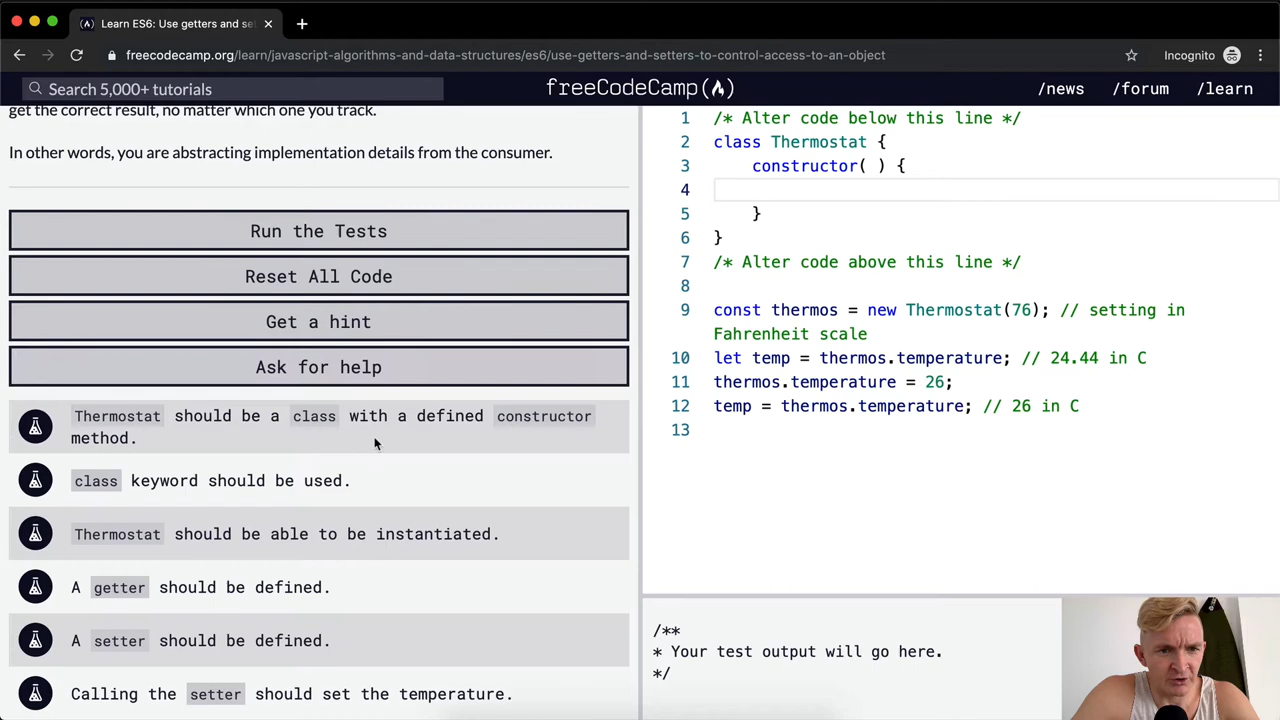 Learn ES6: Use getters and set
freecodecamp.org/learn/javascript-algorithms-and-data-structures/es6/use-getters-and-setters-to-control-access-to-an-object
Incognito
Search 5,000+ tutorials
freeCodeCamp
/news
/forum
/learn
get the correct result, no matter which one you track.
In other words, you are abstracting implementation details from the consumer.
Run the Tests
Reset All Code
Get a hint
Ask for help
Thermostat should be a class with a defined constructor
method.
class keyword should be used.
Thermostat should be able to be instantiated.
A getter should be defined.
A setter should be defined.
Calling the setter should set the temperature.
1 /* Alter code below this line */
2 class Thermostat {
3 constructor( ) {
4
5 }
6 }
7 /* Alter code above this line */
8
9 const thermos = new Thermostat(76); // setting in
Fahrenheit scale
10 let temp = thermos.temperature; // 24.44 in C
11 thermos.temperature = 26;
12 temp = thermos.temperature; // 26 in C
13
/**
* Your test output will go here.
*/